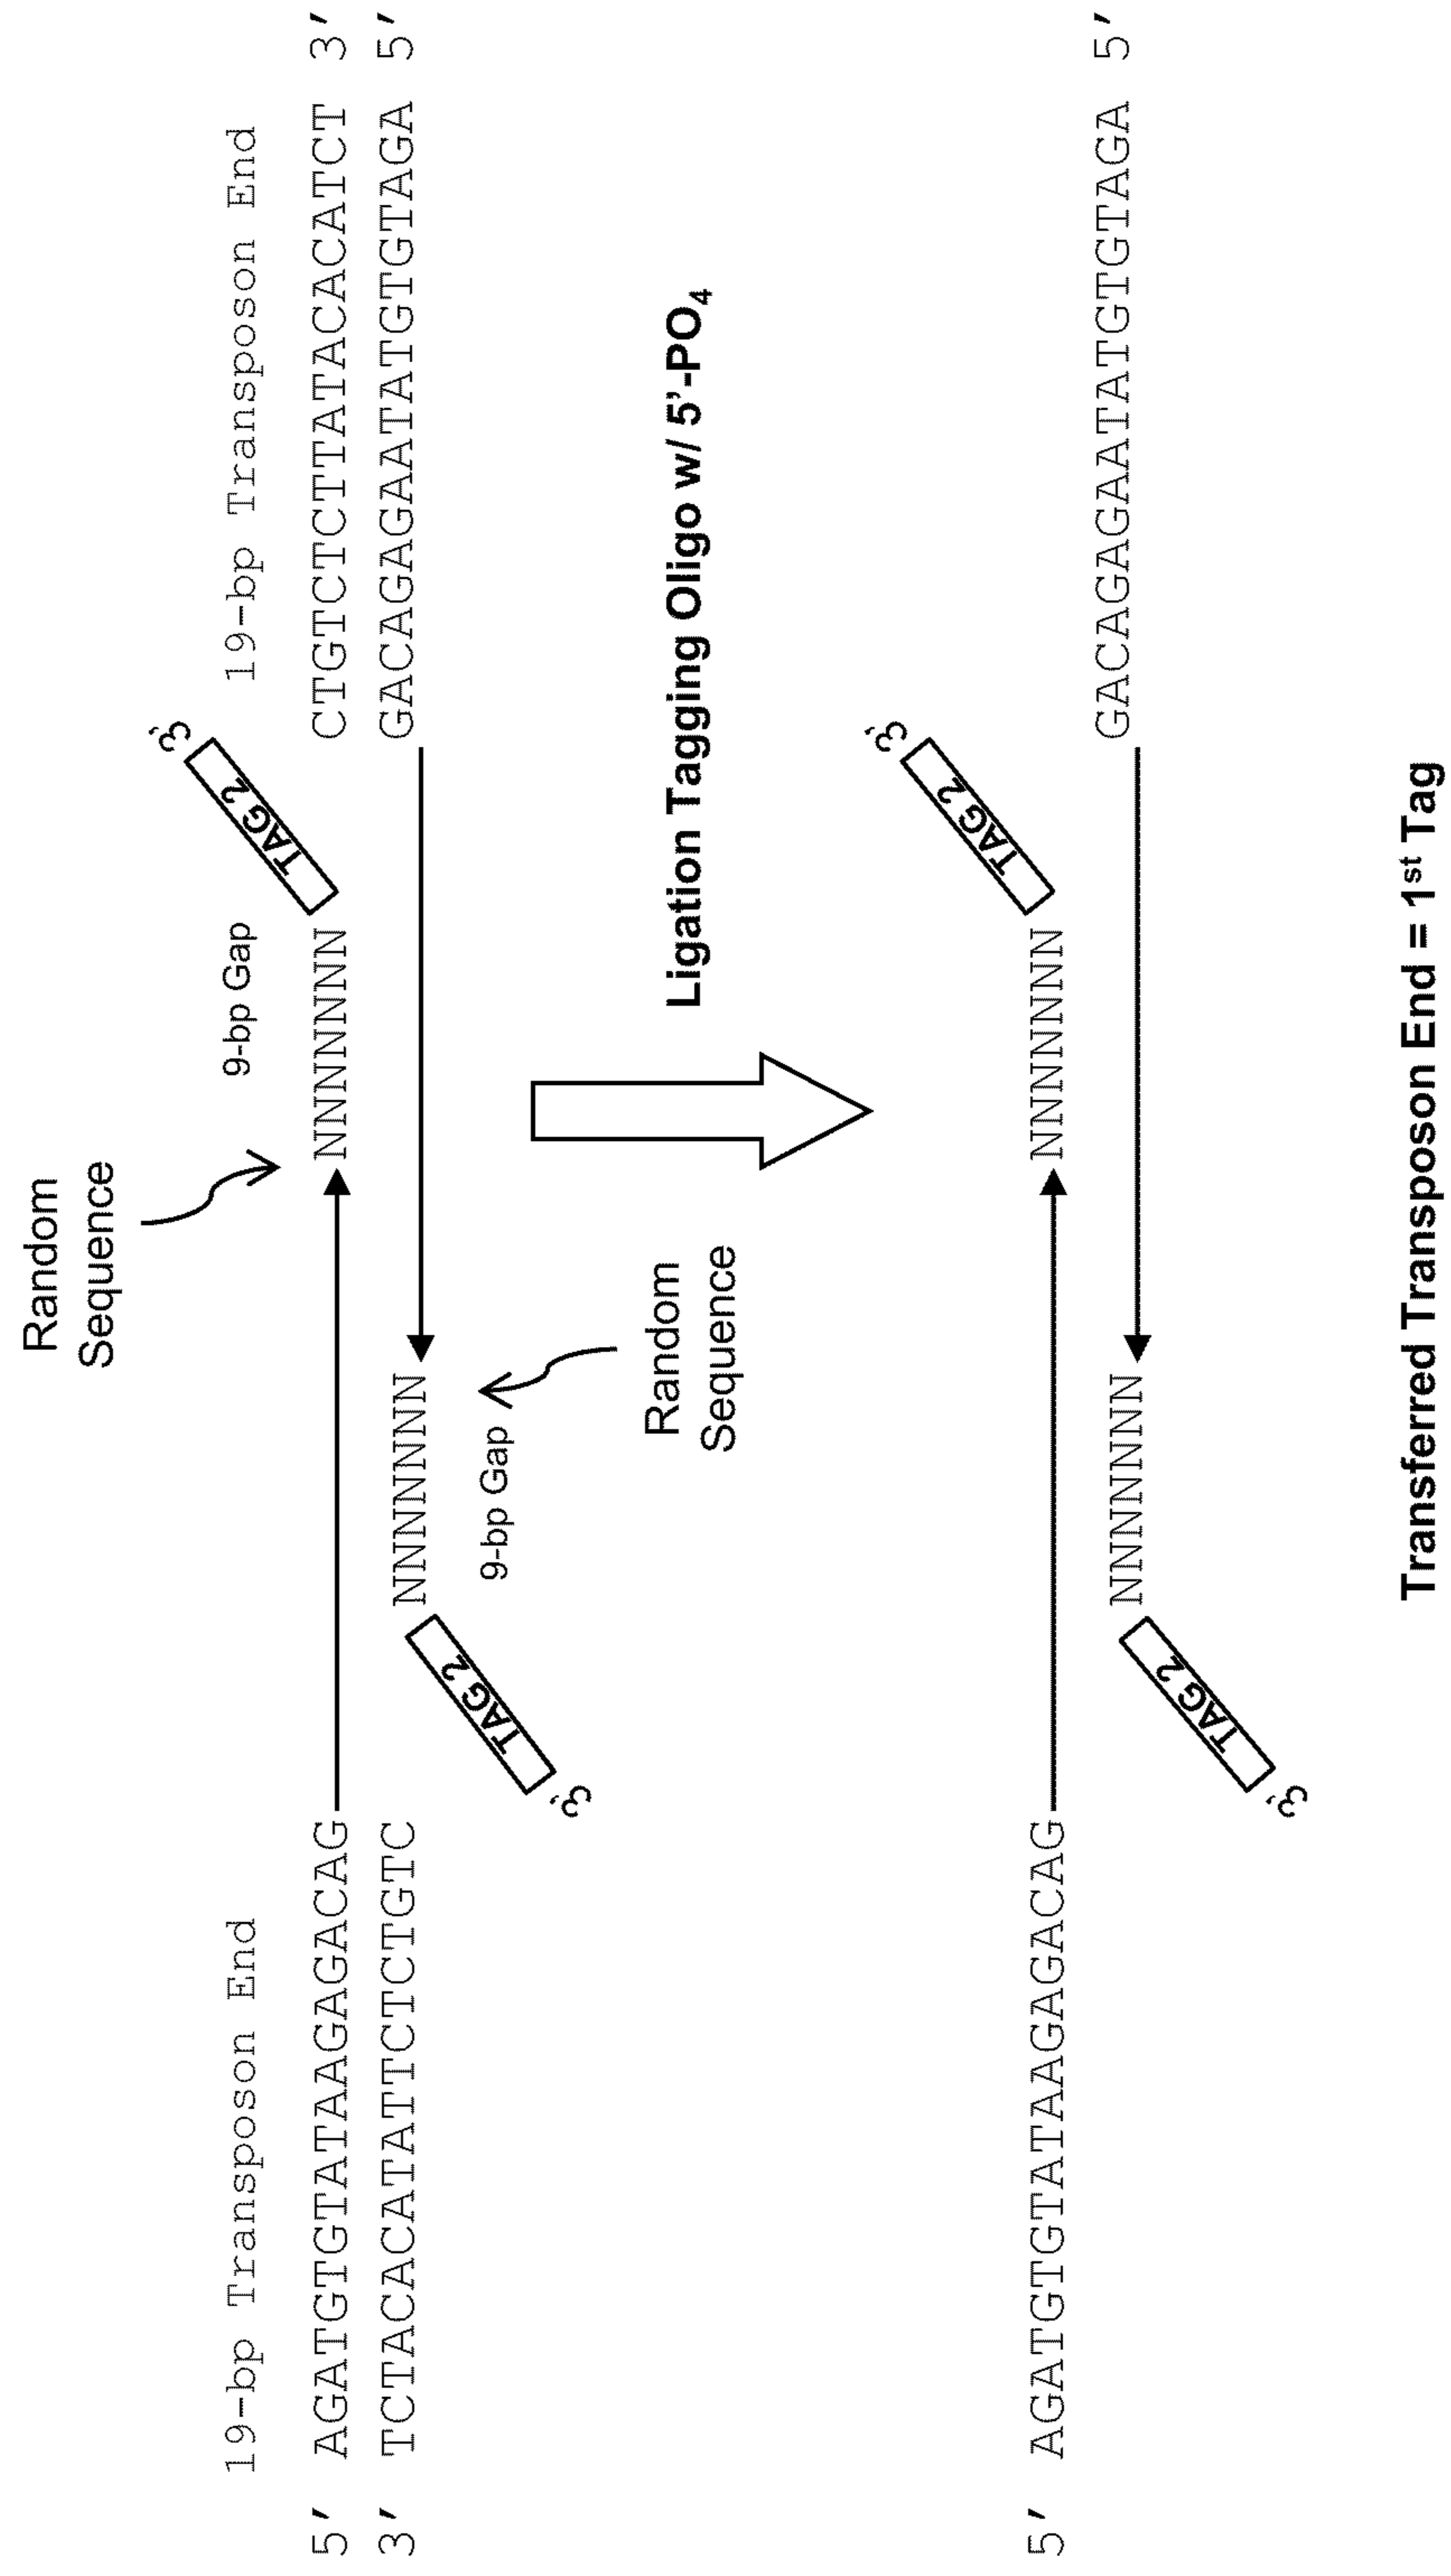 Random
Sequence
19-bp Transposon End
9-bp Gap
TAG 2
3'
19-bp Transposon End
5' AGATGTGTATAAGAGACAG NNNNNNN CTGTCTCTTATACACATCT 3'
3' TCTACACATATTCTCTGTC NNNNNNN GACAGAGAATATGTGTAGA 5'
3'
TAG 2
9-bp Gap
Random
Sequence
Ligation Tagging Oligo w/ 5'-PO4
TAG 2
3'
5' AGATGTGTATAAGAGACAG NNNNNNN
NNNNNNN GACAGAGAATATGTGTAGA 5'
3'
TAG 2
Transferred Transposon End = 1st Tag